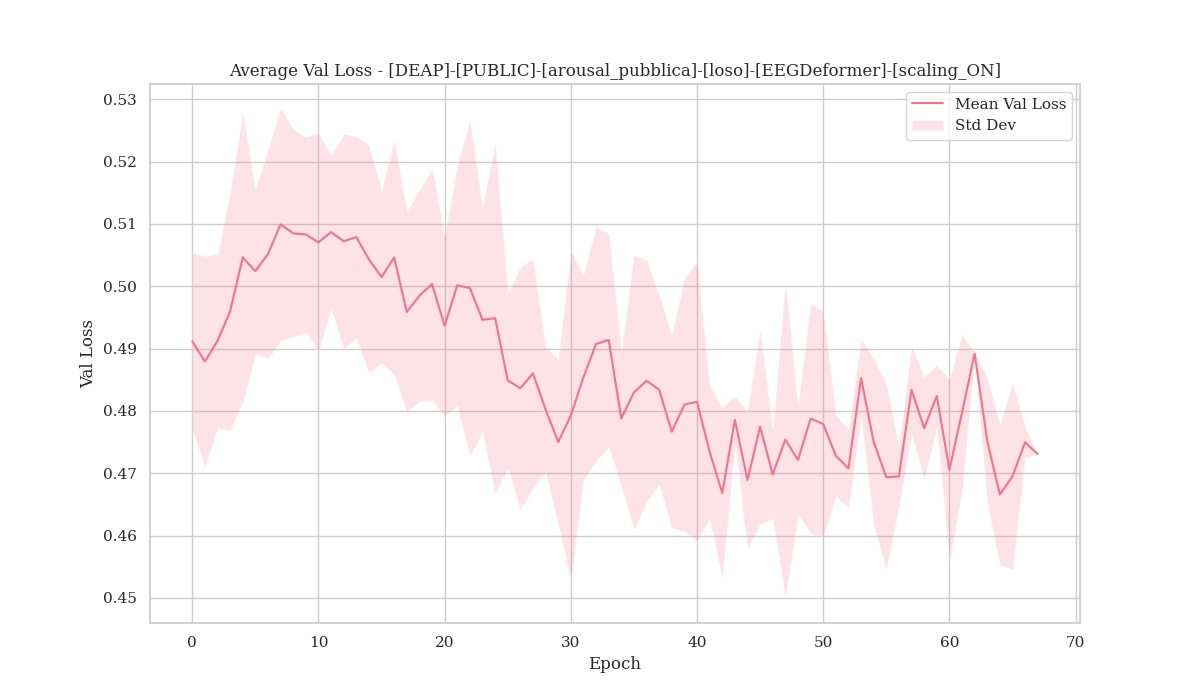 Average Val Loss - [DEAP]-[PUBLIC]-[arousal_pubblica]-[loso]-[EEGDeformer]-[scaling_ON]
Mean Val Loss
Std Dev
0.53
0.52
0.51
0.50
0.49
0.48
0.47
0.46
0.45
Val Loss
0 10 20 30 40 50 60 70
Epoch